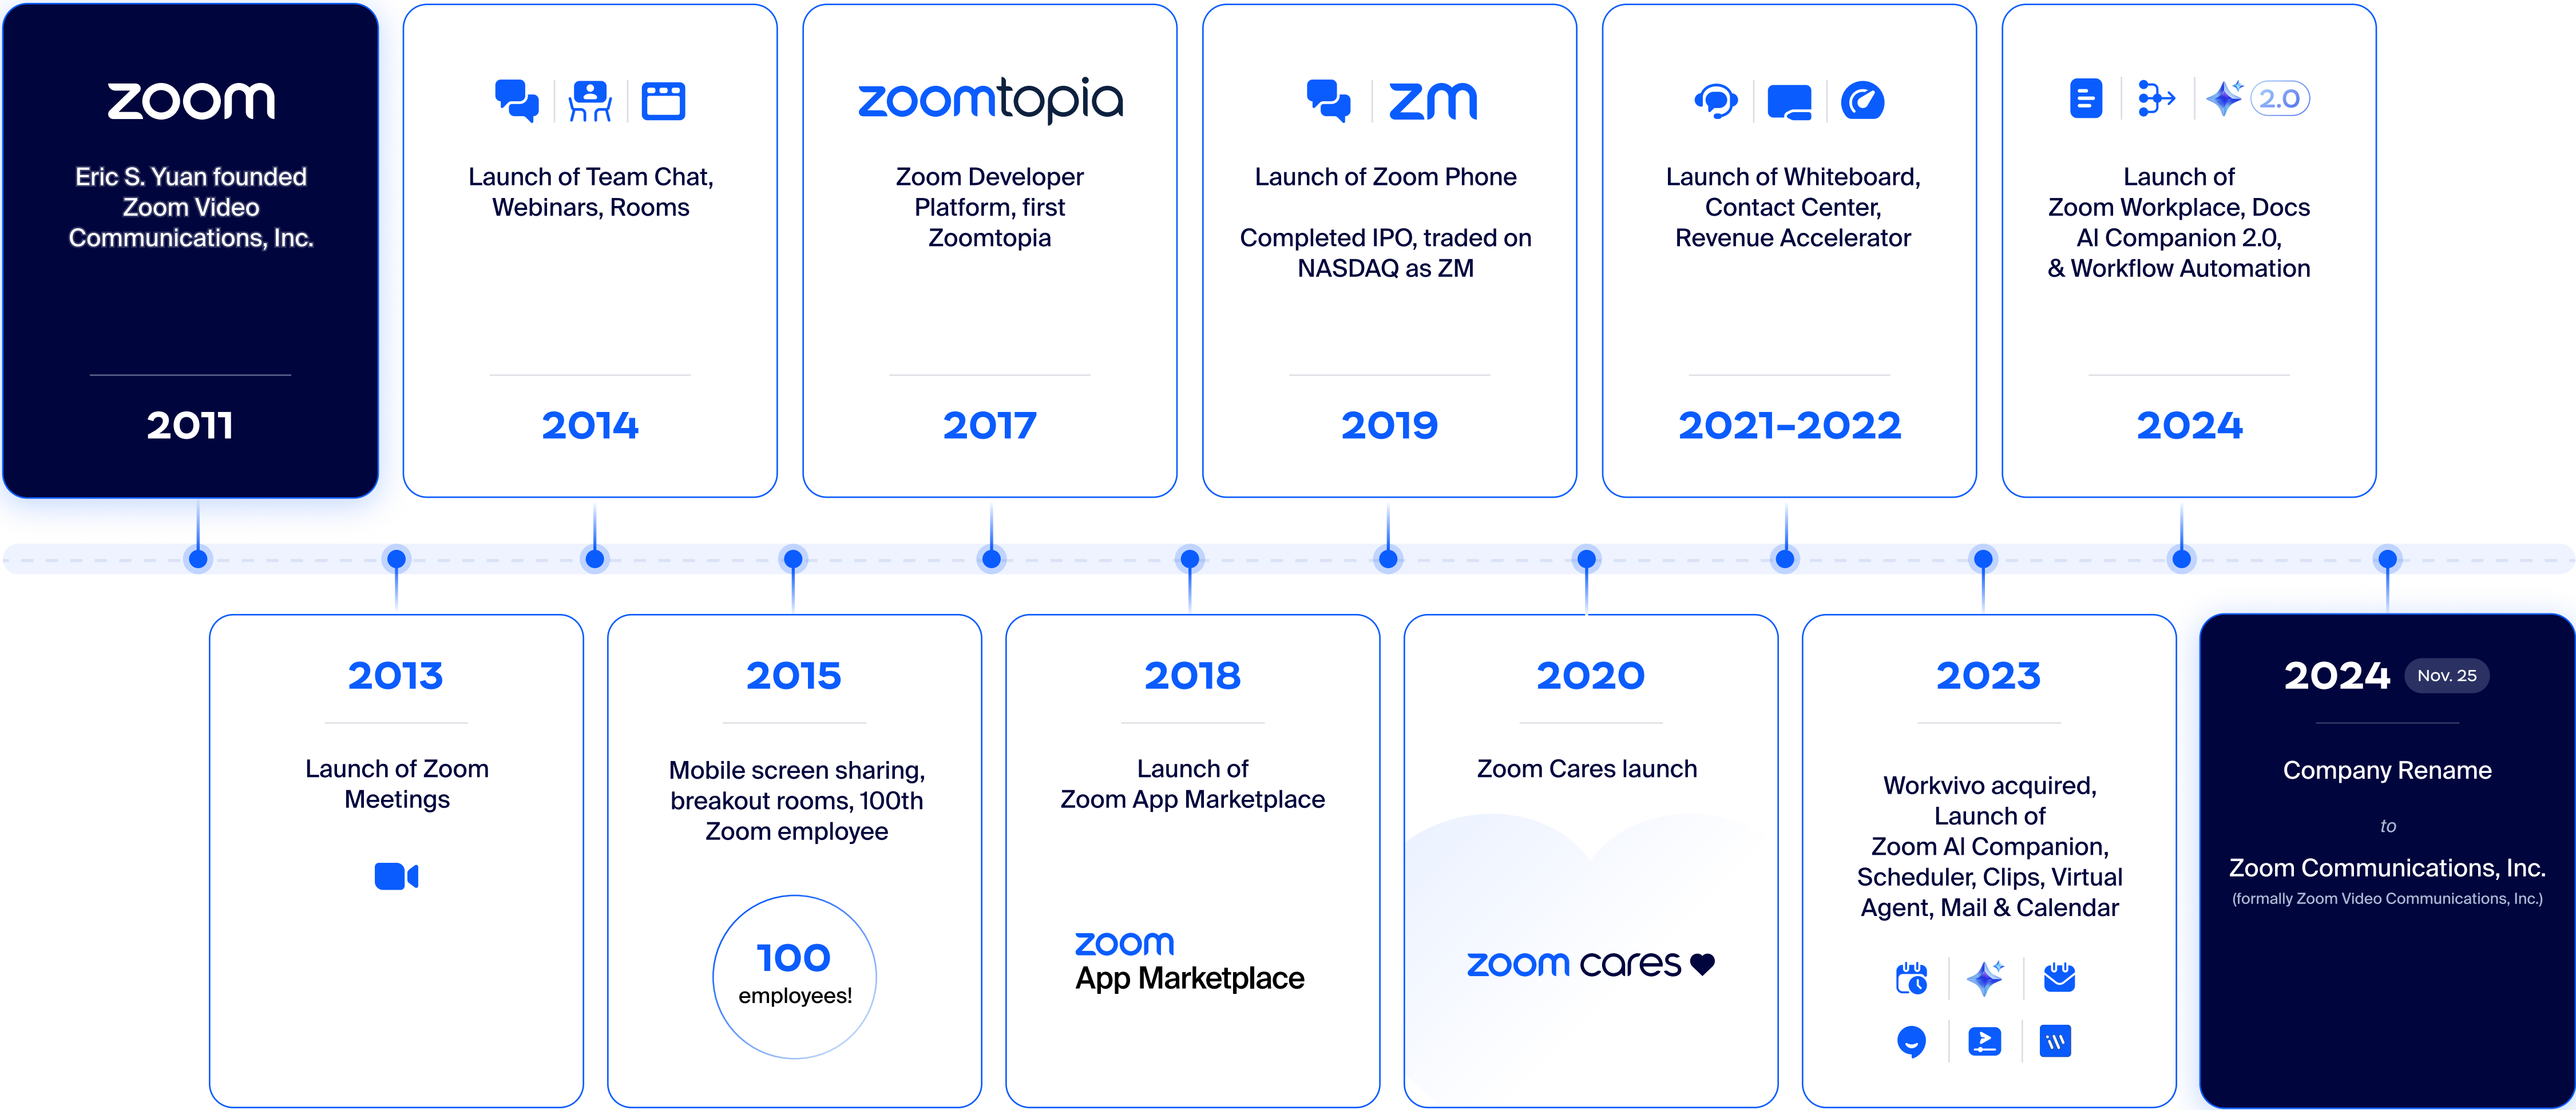 zoom
Eric S. Yuan founded
Zoom Video
Communications, Inc.
2011
Launch of Team Chat,
Webinars, Rooms
2014
zoomtopia
Zoom Developer
Platform, first
Zoomtopia
2017
zm
Launch of Zoom Phone
Completed IPO, traded on
NASDAQ as ZM
2019
Launch of Whiteboard,
Contact Center,
Revenue Accelerator
2021-2022
2.0
Launch of
Zoom Workplace, Docs
AI Companion 2.0,
& Workflow Automation
2024
2013
Launch of Zoom
Meetings
2015
Mobile screen sharing,
breakout rooms, 100th
Zoom employee
100
employees!
2018
Launch of
Zoom App Marketplace
zoom
App Marketplace
2020
Zoom Cares launch
zoom cares
2023
Workvivo acquired,
Launch of
Zoom AI Companion,
Scheduler, Clips, Virtual
Agent, Mail & Calendar
2024 Nov. 25
Company Rename
to
Zoom Communications, Inc.
(formally Zoom Video Communications, Inc.)